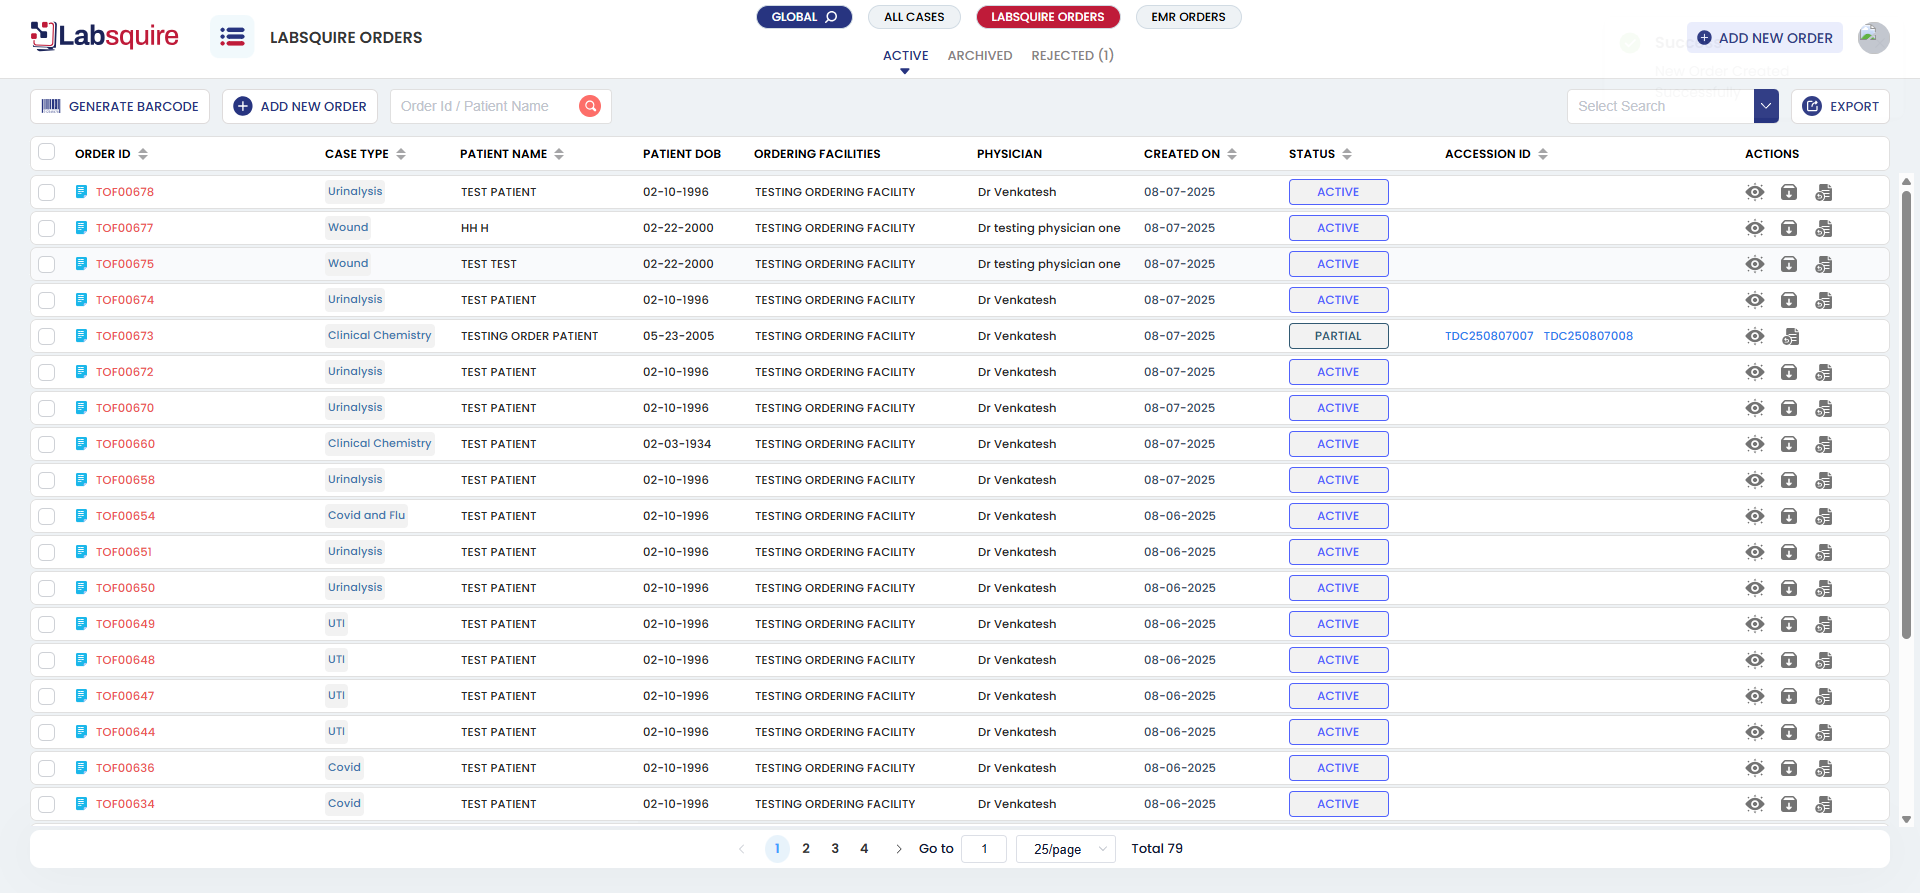 Labsquire
LABSQUIRE ORDERS
GLOBAL
ALL CASES
LABSQUIRE ORDERS
EMR ORDERS
ACTIVE
ARCHIVED
REJECTED (1)
ADD NEW ORDER
New Order Created
Successfully
GENERATE BARCODE
ADD NEW ORDER
Order Id / Patient Name
Select Search
EXPORT
ORDER ID CASE TYPE PATIENT NAME PATIENT DOB ORDERING FACILITIES PHYSICIAN CREATED ON STATUS ACCESSION ID ACTIONS
TOF00678 Urinalysis TEST PATIENT 02-10-1996 TESTING ORDERING FACILITY Dr Venkatesh 08-07-2025 ACTIVE
TOF00677 Wound HH H 02-22-2000 TESTING ORDERING FACILITY Dr testing physician one 08-07-2025 ACTIVE
TOF00675 Wound TEST TEST 02-22-2000 TESTING ORDERING FACILITY Dr testing physician one 08-07-2025 ACTIVE
TOF00674 Urinalysis TEST PATIENT 02-10-1996 TESTING ORDERING FACILITY Dr Venkatesh 08-07-2025 ACTIVE
TOF00673 Clinical Chemistry TESTING ORDER PATIENT 05-23-2005 TESTING ORDERING FACILITY Dr Venkatesh 08-07-2025 PARTIAL TDC250807007 TDC250807008
TOF00672 Urinalysis TEST PATIENT 02-10-1996 TESTING ORDERING FACILITY Dr Venkatesh 08-07-2025 ACTIVE
TOF00670 Urinalysis TEST PATIENT 02-10-1996 TESTING ORDERING FACILITY Dr Venkatesh 08-07-2025 ACTIVE
TOF00660 Clinical Chemistry TEST PATIENT 02-03-1934 TESTING ORDERING FACILITY Dr Venkatesh 08-07-2025 ACTIVE
TOF00658 Urinalysis TEST PATIENT 02-10-1996 TESTING ORDERING FACILITY Dr Venkatesh 08-07-2025 ACTIVE
TOF00654 Covid and Flu TEST PATIENT 02-10-1996 TESTING ORDERING FACILITY Dr Venkatesh 08-06-2025 ACTIVE
TOF00651 Urinalysis TEST PATIENT 02-10-1996 TESTING ORDERING FACILITY Dr Venkatesh 08-06-2025 ACTIVE
TOF00650 Urinalysis TEST PATIENT 02-10-1996 TESTING ORDERING FACILITY Dr Venkatesh 08-06-2025 ACTIVE
TOF00649 UTI TEST PATIENT 02-10-1996 TESTING ORDERING FACILITY Dr Venkatesh 08-06-2025 ACTIVE
TOF00648 UTI TEST PATIENT 02-10-1996 TESTING ORDERING FACILITY Dr Venkatesh 08-06-2025 ACTIVE
TOF00647 UTI TEST PATIENT 02-10-1996 TESTING ORDERING FACILITY Dr Venkatesh 08-06-2025 ACTIVE
TOF00644 UTI TEST PATIENT 02-10-1996 TESTING ORDERING FACILITY Dr Venkatesh 08-06-2025 ACTIVE
TOF00636 Covid TEST PATIENT 02-10-1996 TESTING ORDERING FACILITY Dr Venkatesh 08-06-2025 ACTIVE
TOF00634 Covid TEST PATIENT 02-10-1996 TESTING ORDERING FACILITY Dr Venkatesh 08-06-2025 ACTIVE
1 2 3 4 Go to 1 25/page Total 79